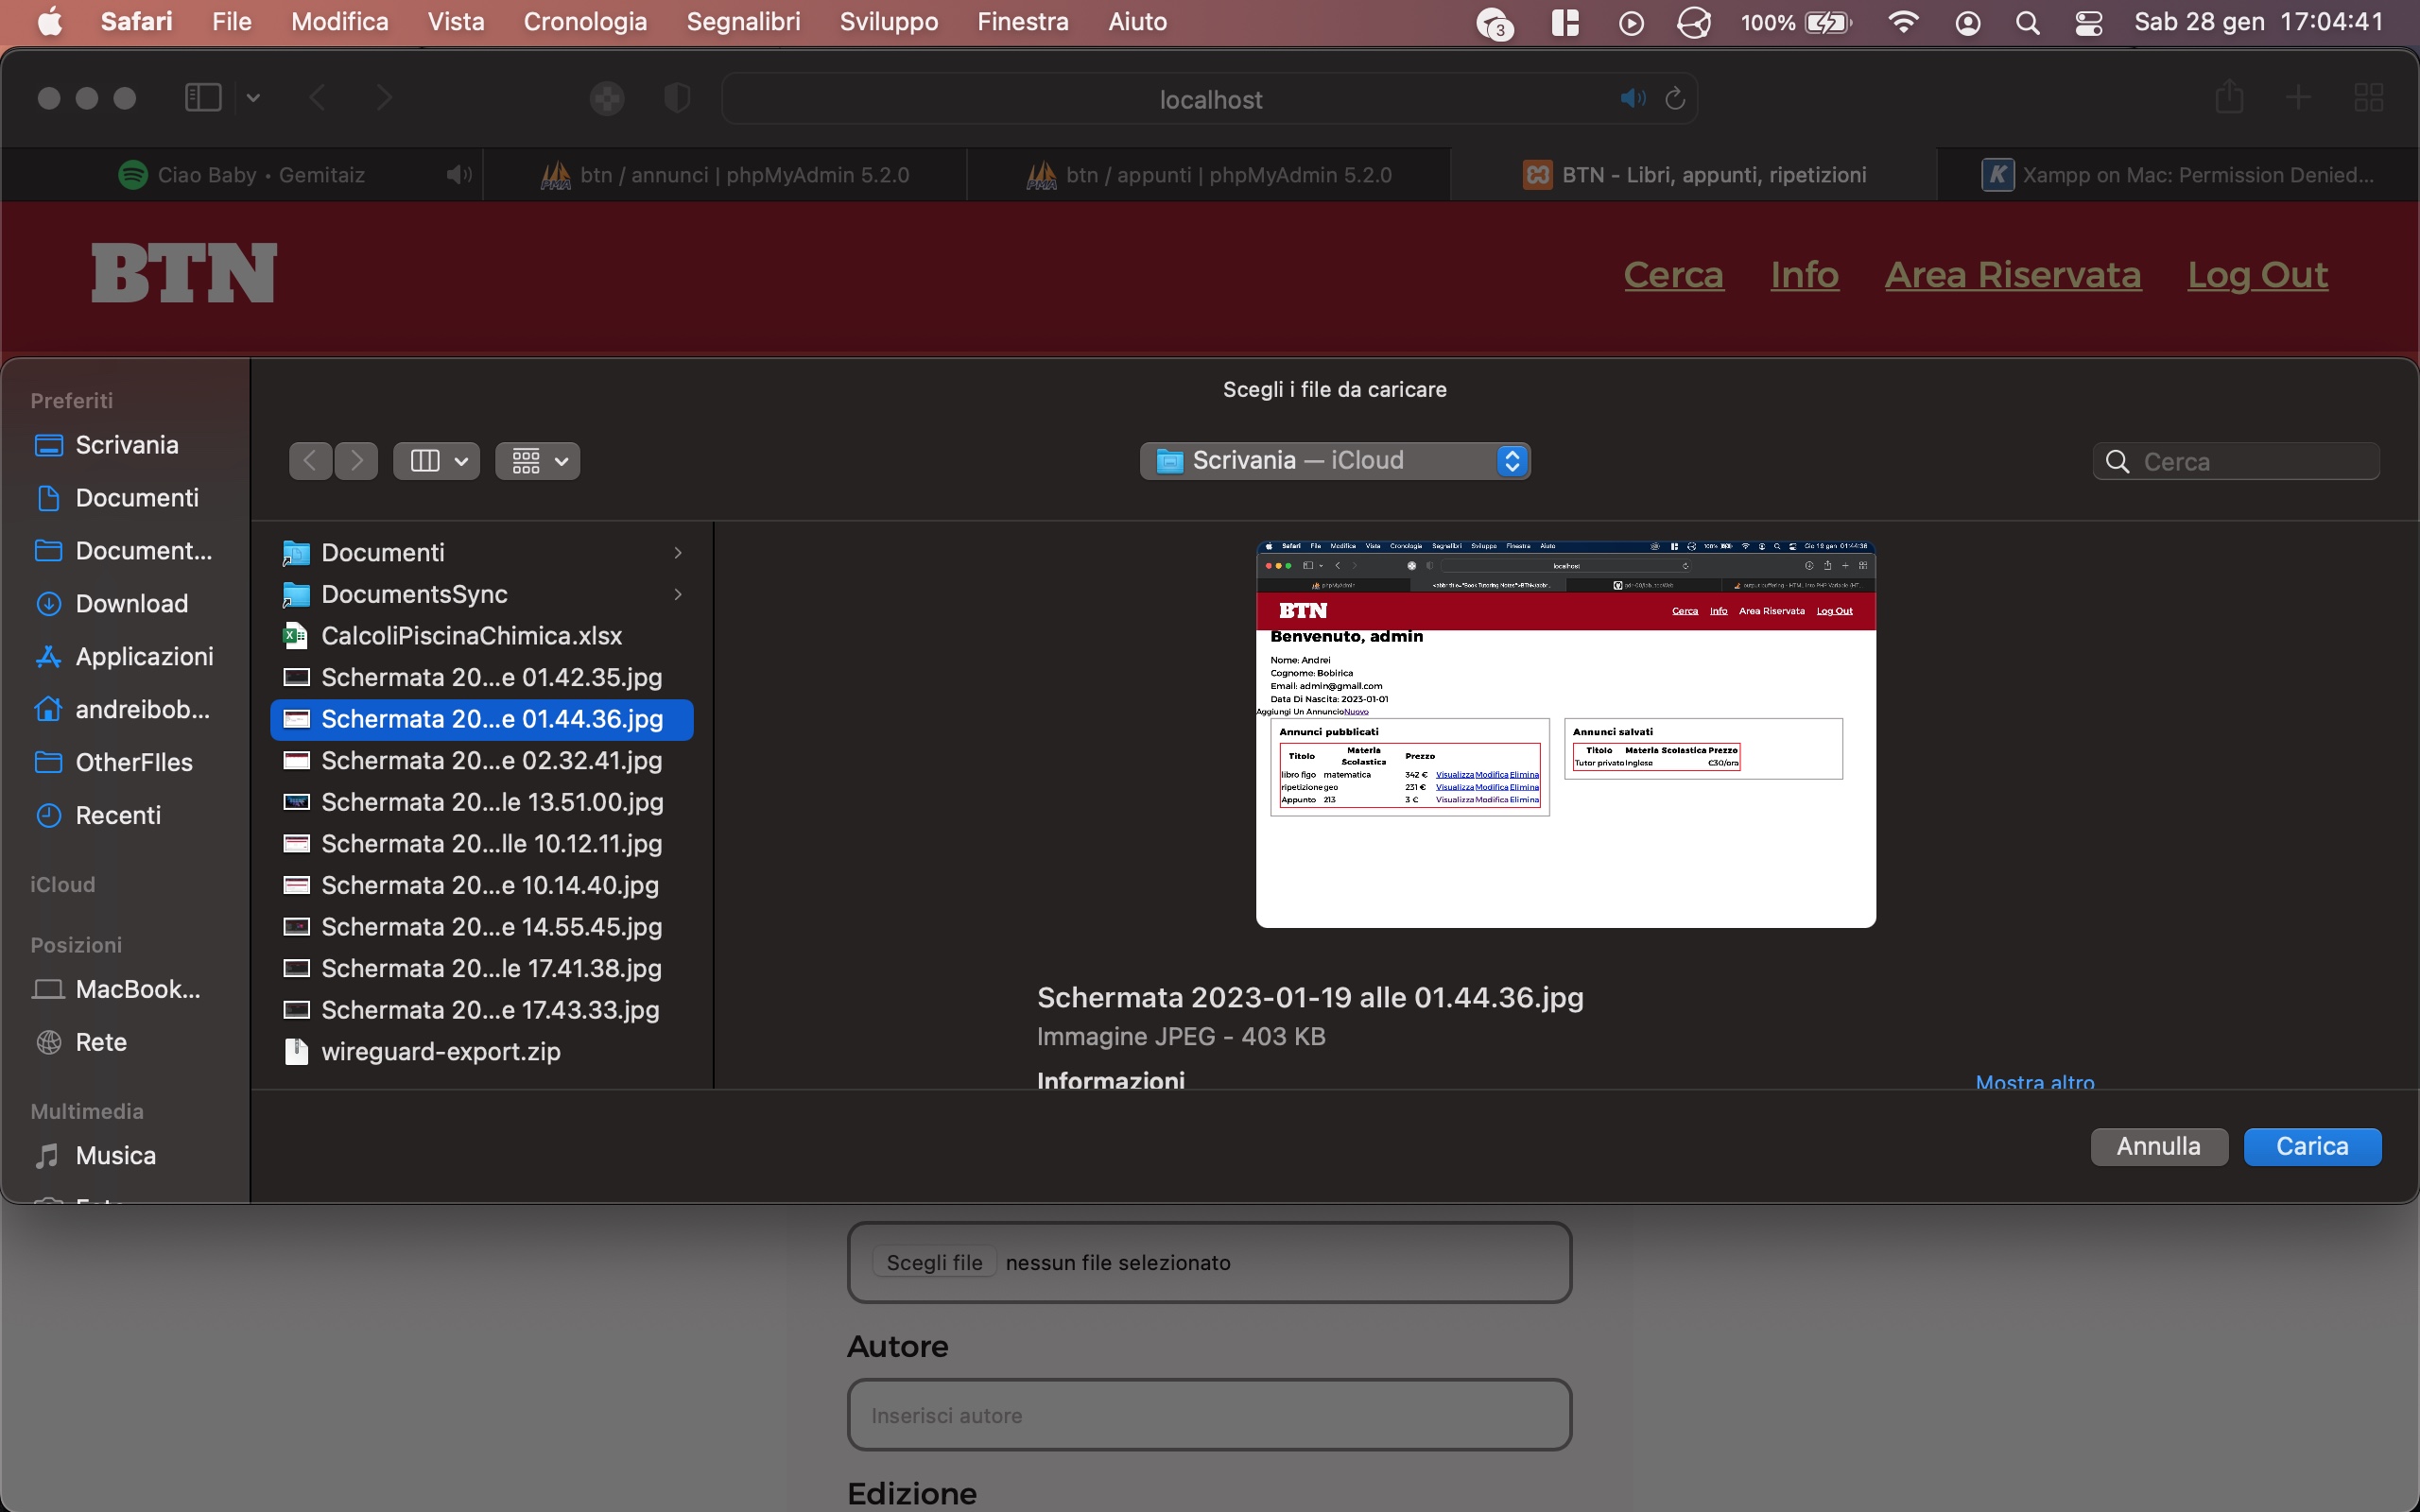 Safari File Modifica Vista Cronologia Segnalibri Sviluppo Finestra Aiuto 3 100% Sab 28 gen 17:04:41
localhost
Ciao Baby • Gemitaiz
btn / annunci | phpMyAdmin 5.2.0
btn / appunti | phpMyAdmin 5.2.0
BTN - Libri, appunti, ripetizioni
K Xampp on Mac: Permission Denied...
BTN
Cerca Info Area Riservata Log Out
Scegli i file da caricare
Scrivania — iCloud
Cerca
Preferiti
Scrivania
Documenti
Document...
Download
Applicazioni
andreibob...
OtherFIles
Recenti
iCloud
Posizioni
MacBook...
Rete
Multimedia
Musica
Documenti
DocumentsSync
CalcoliPiscinaChimica.xlsx
Schermata 20...e 01.42.35.jpg
Schermata 20...e 01.44.36.jpg
Schermata 20...e 02.32.41.jpg
Schermata 20...le 13.51.00.jpg
Schermata 20...lle 10.12.11.jpg
Schermata 20...e 10.14.40.jpg
Schermata 20...e 14.55.45.jpg
Schermata 20...le 17.41.38.jpg
Schermata 20...e 17.43.33.jpg
wireguard-export.zip
Safari File Modifica Vista Cronologia Segnalibri Sviluppo Finestra Aiuto 100% Gio 19 gen 01:44:36
localhost
phpMyAdmin
BTN
Cerca Info Area Riservata Log Out
Benvenuto, admin
Nome: Andrei
Cognome: Bobirica
Email: admin@gmail.com
Data Di Nascita: 2023-01-01
Aggiungi Un AnnuncioNuovo
Annunci pubblicati
Titolo Materia Scolastica Prezzo
libro figo matematica 342 € Visualizza Modifica Elimina
ripetizione geo 231 € Visualizza Modifica Elimina
Appunto 213 3 € Visualizza Modifica Elimina
Annunci salvati
Titolo Materia Scolastica Prezzo
Tutor privato Inglese €30/ora
Schermata 2023-01-19 alle 01.44.36.jpg
Immagine JPEG - 403 KB
Informazioni Mostra altro
Annulla Carica
Scegli file nessun file selezionato
Autore
Inserisci autore
Edizione